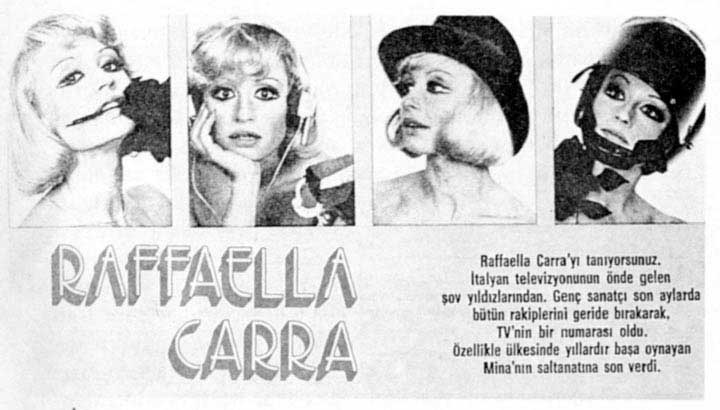 RAFFAELLA
CARRA
Raffaella Carra'yı tanıyorsunuz.
İtalyan televizyonunun önde gelen
şov yıldızlarından. Genç sanatçı son aylarda
bütün rakiplerini geride bırakarak,
TV'nin bir numarası oldu.
Özellikle ülkesinde yıllardır başa oynayan
Mina'nın saltanatına son verdi.